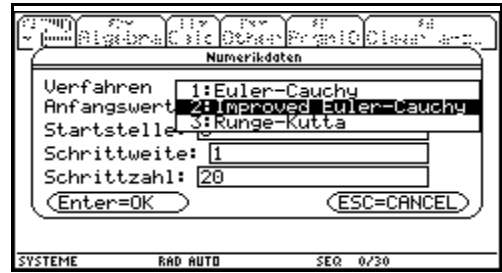 Algebra Calc Other PrgmIO Clean
Numerikdaten
Verfahren
1:Euler-Cauchy
Anfangswert
2:Improved Euler-Cauchy
3:Runge-Kutta
Startstelle:
Schrittweite: 1
Schrittzahl: 20
Enter=OK ESC=CANCEL
SYSTEME RAD AUTO SEQ 0/30